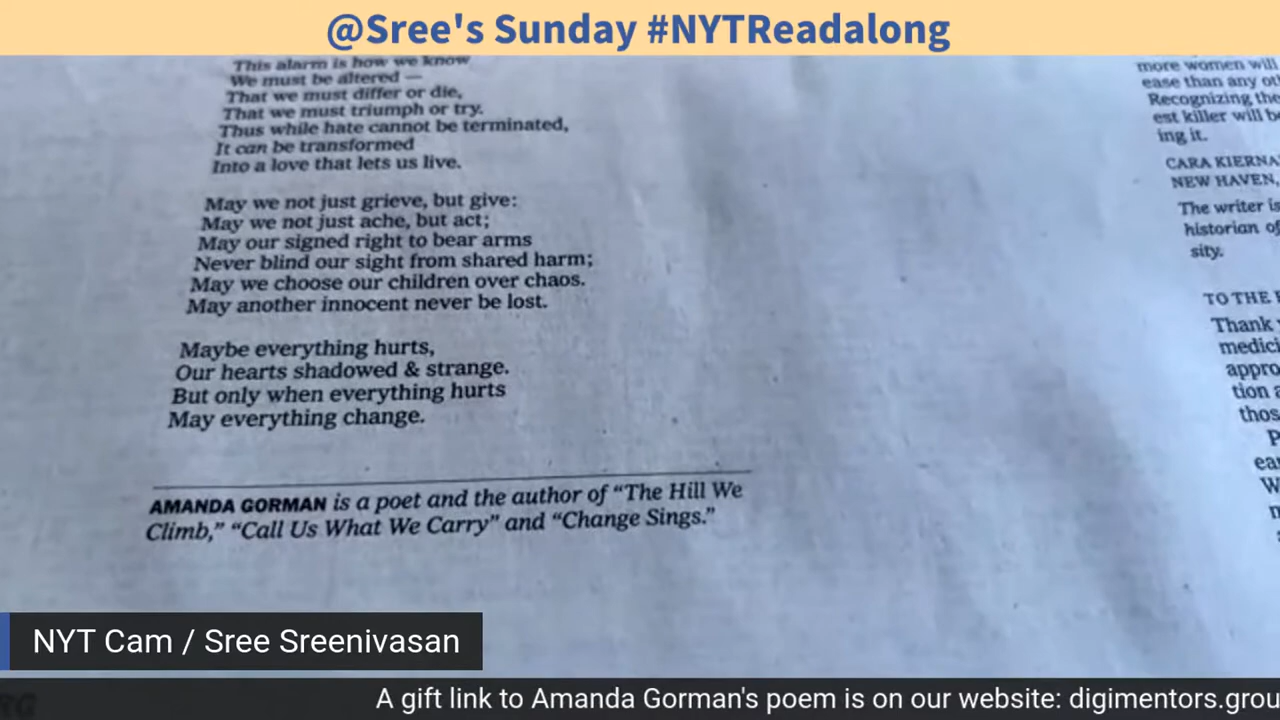 @Sree's Sunday #NYTReadalong
This alarm is how we know
We must be altered —
That we must differ or die,
That we must triumph or try.
Thus while hate cannot be terminated,
It can be transformed
Into a love that lets us live.
May we not just grieve, but give:
May we not just ache, but act;
May our signed right to bear arms
Never blind our sight from shared harm;
May we choose our children over chaos.
May another innocent never be lost.
Maybe everything hurts,
Our hearts shadowed & strange.
But only when everything hurts
May everything change.
AMANDA GORMAN is a poet and the author of “The Hill We
Climb,” “Call Us What We Carry” and “Change Sings.”
more women will
ease than any
Recognizing
est killer will
ing it.
CARA
NEW HAVEN,
The writer is
historian of
sity.
TO THE
Thank
NYT Cam / Sree Sreenivasan
A gift link to Amanda Gorman's poem is on our website: digimentors.grou